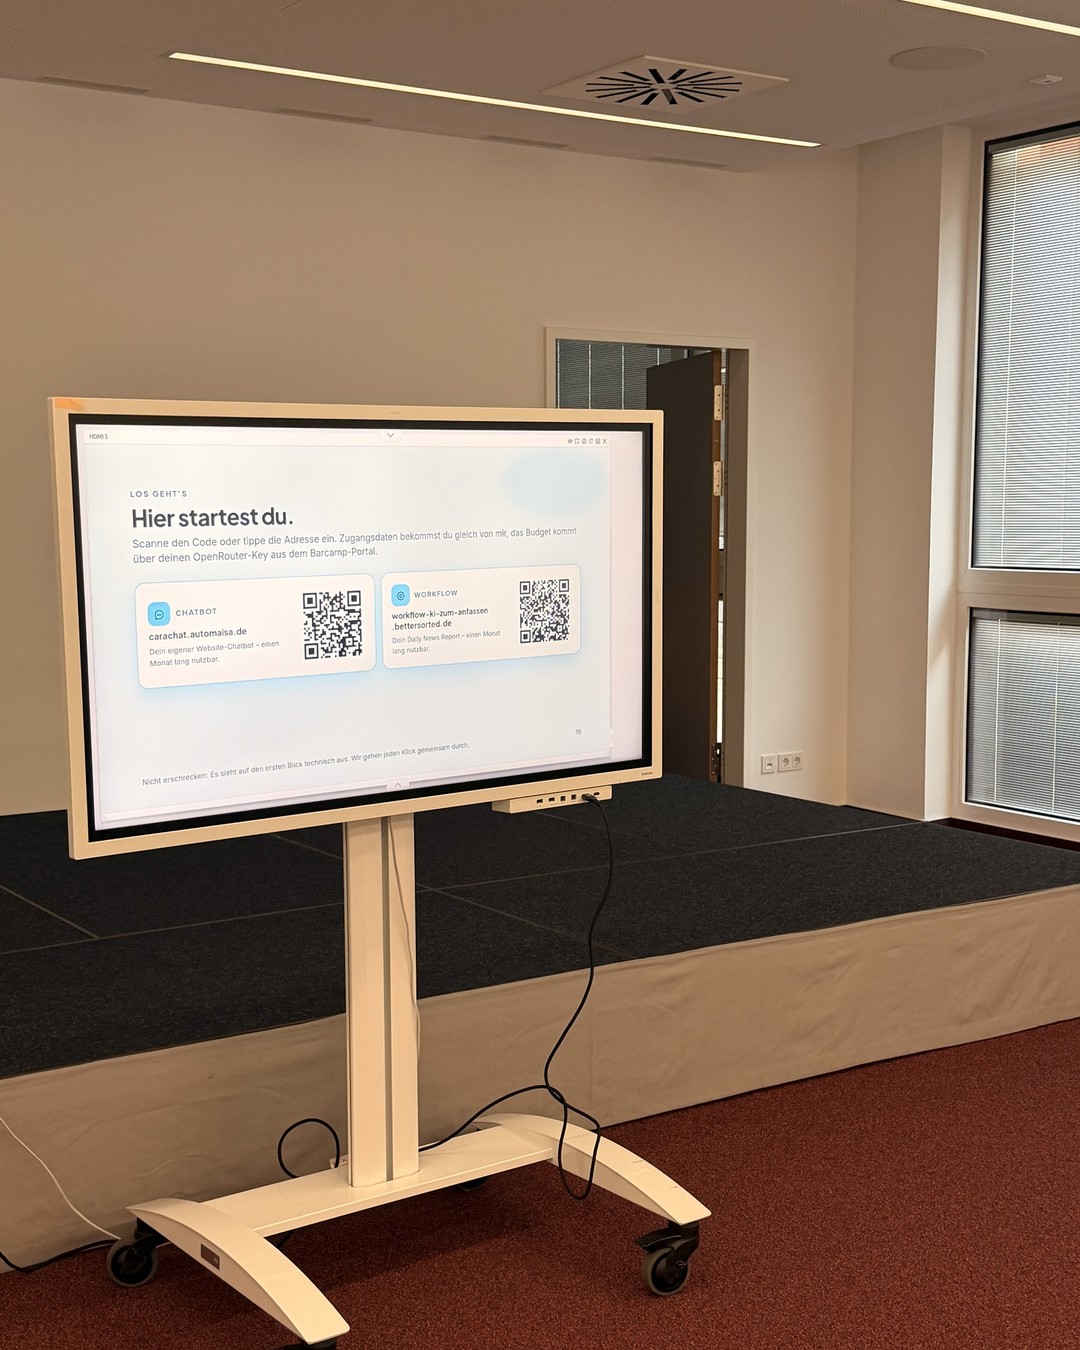 HDMI 3
LOS GEHT'S
Hier startest du.
Scanne den Code oder tippe die Adresse ein. Zugangsdaten bekommst du gleich von mir, das Budget kommt
über deinen OpenRouter-Key aus dem Barcamp-Portal.
CHATBOT
carachat.automaisa.de
Dein eigener Website-Chatbot – einen
Monat lang nutzbar.
WORKFLOW
workflow-ki-zum-anfassen
.bettersorted.de
Dein Daily News Report – einen Monat
lang nutzbar.
19
Nicht erschrecken: Es sieht auf den ersten Blick technisch aus. Wir gehen jeden Klick gemeinsam durch.